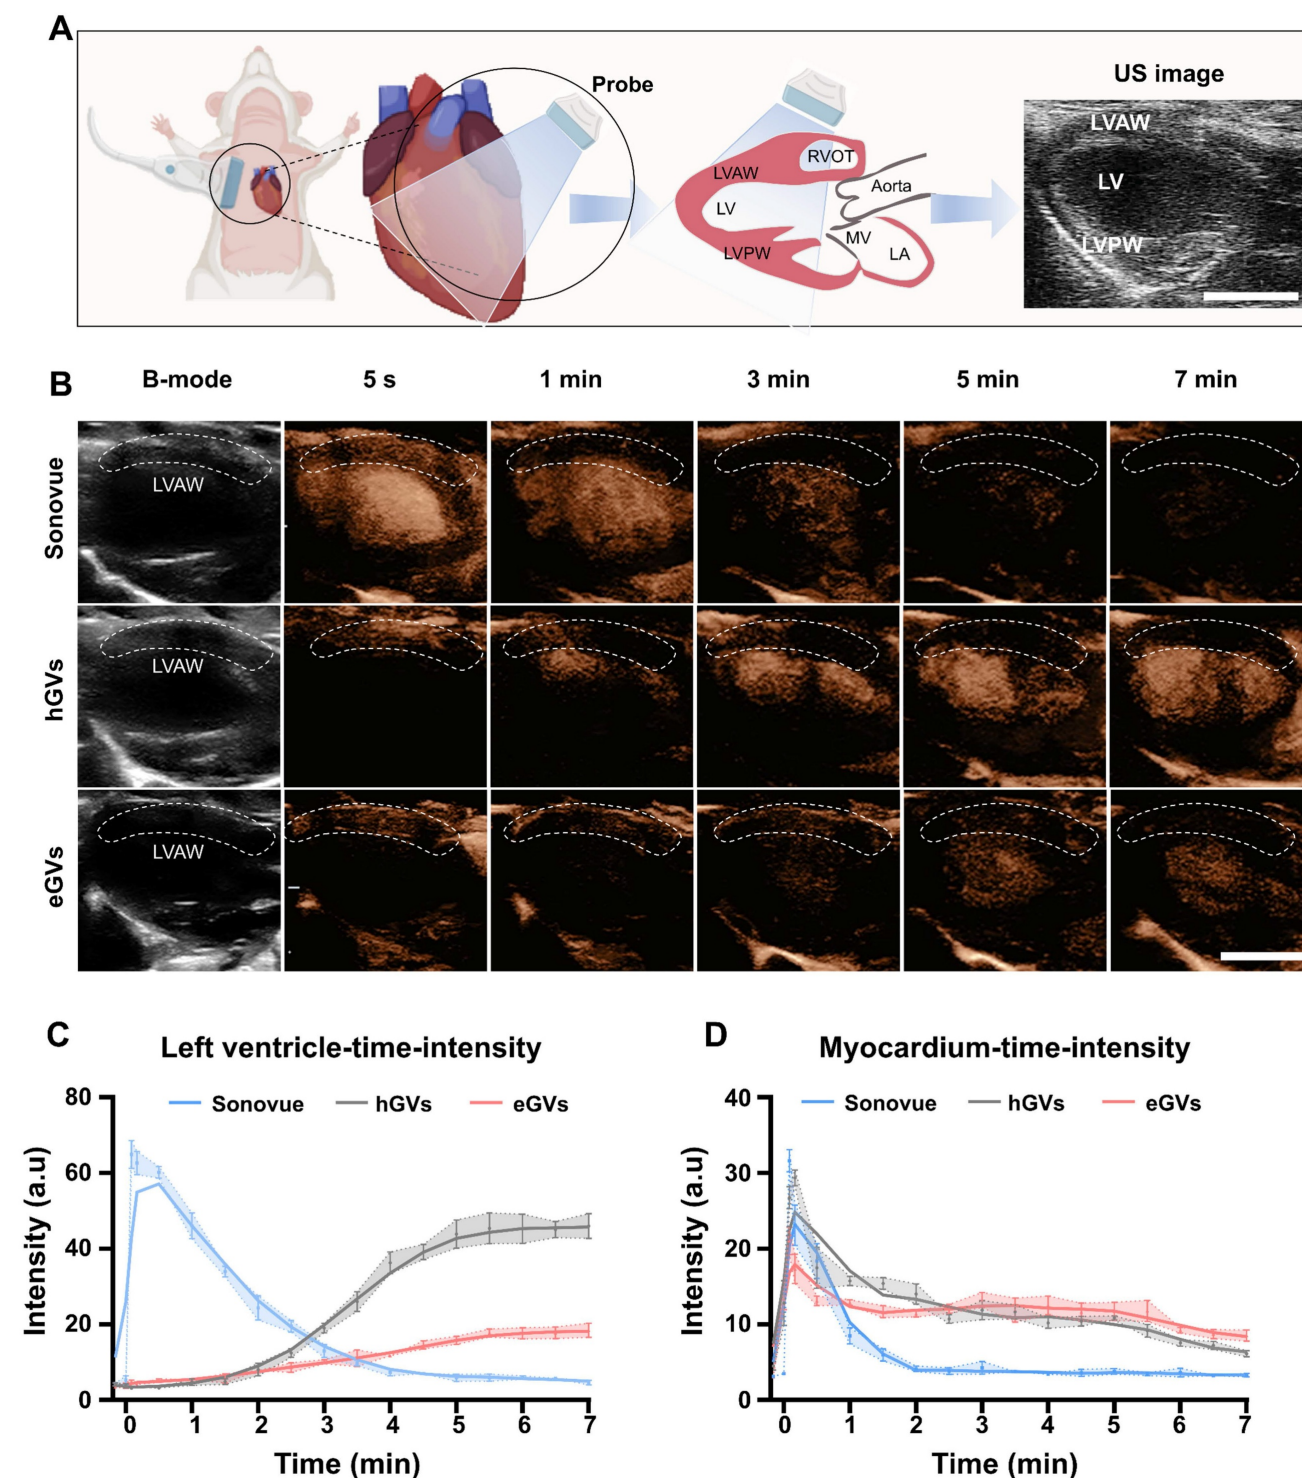 A
Probe
US image
LVAW
LV
LVPW
RVOT
LVAW
Aorta
LV
MV
LVPW
LA
B
B-mode 5 s 1 min 3 min 5 min 7 min
Sonovue
LVAW
hGVs
LVAW
eGVs
LVAW
C
Left ventricle-time-intensity
Sonovue hGVs eGVs
Intensity (a.u)
80
60
40
20
0
0 1 2 3 4 5 6 7
Time (min)
D
Myocardium-time-intensity
Sonovue hGVs eGVs
Intensity (a.u)
40
30
20
10
0
0 1 2 3 4 5 6 7
Time (min)